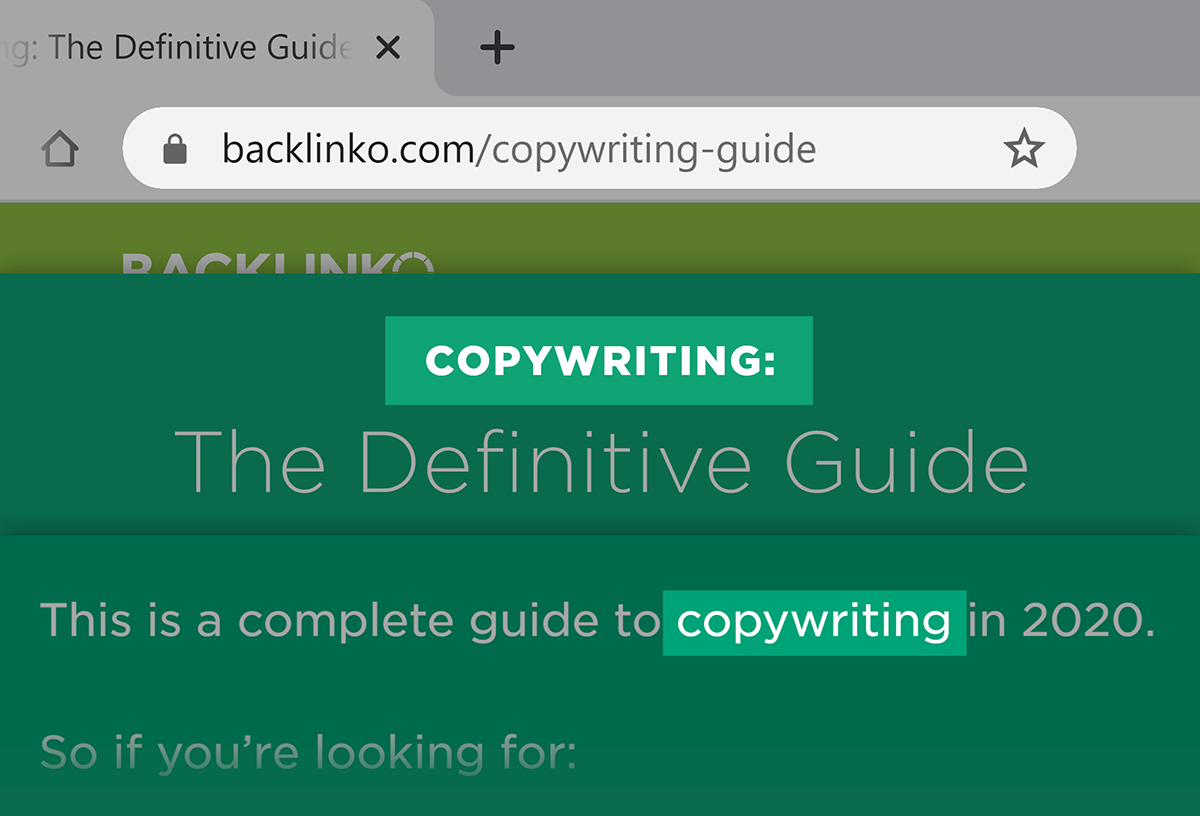 ng: The Definitive Guide
backlinko.com/copywriting-guide
BACKLINKO
COPYWRITING:
The Definitive Guide
This is a complete guide to copywriting in 2020.
So if you’re looking for: